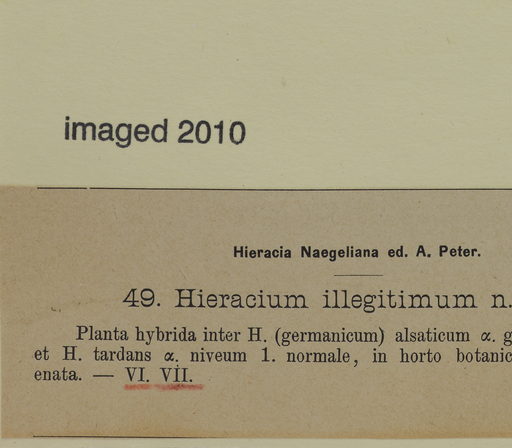 imaged 2010
Hieracia Naegeliana ed. A. Peter.
49. Hieracium illegitimum n.
Planta hybrida inter H. (germanicum) alsaticum α. g
et H. tardans α. niveum 1. normale, in horto botanic
enata. — VI. VII.